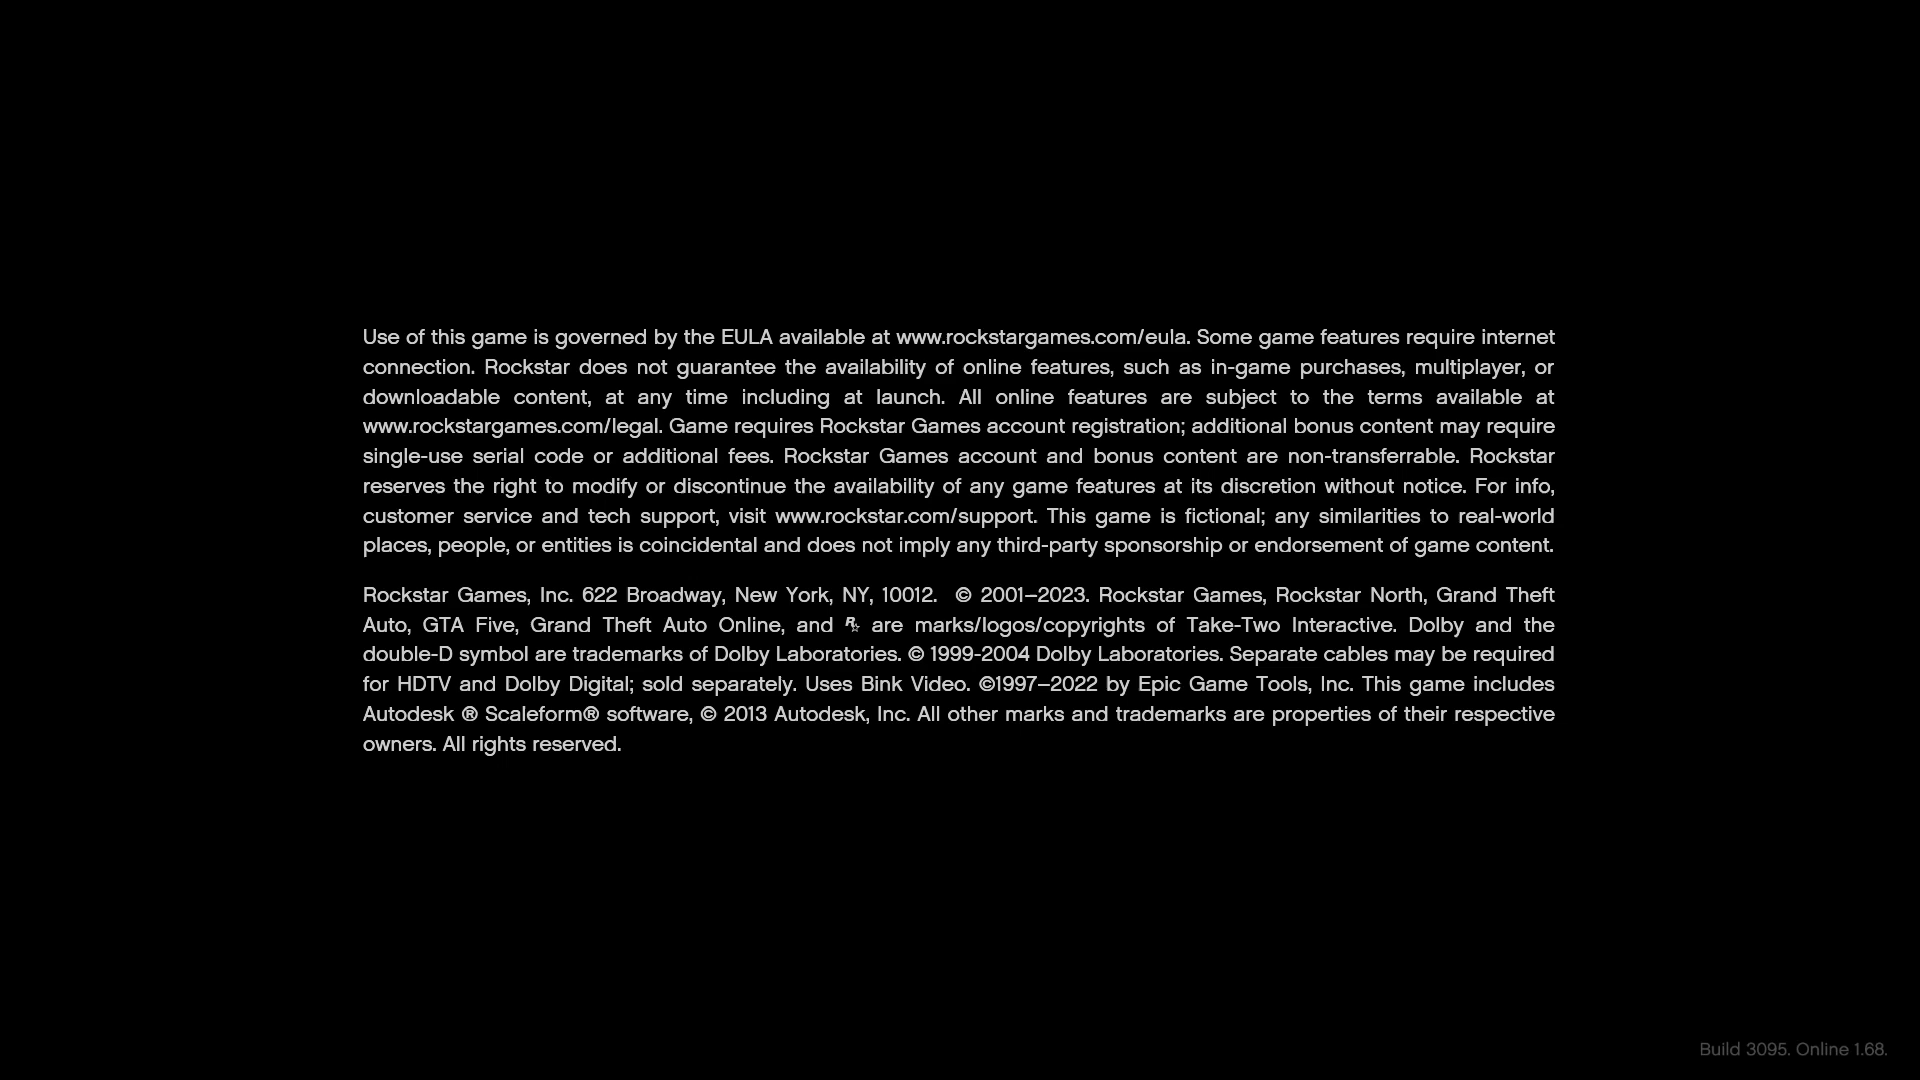 Use of this game is governed by the EULA available at www.rockstargames.com/eula. Some game features require internet
connection. Rockstar does not guarantee the availability of online features, such as in-game purchases, multiplayer, or
downloadable content, at any time including at launch. All online features are subject to the terms available at
www.rockstargames.com/legal. Game requires Rockstar Games account registration; additional bonus content may require
single-use serial code or additional fees. Rockstar Games account and bonus content are non-transferrable. Rockstar
reserves the right to modify or discontinue the availability of any game features at its discretion without notice. For info,
customer service and tech support, visit www.rockstar.com/support. This game is fictional; any similarities to real-world
places, people, or entities is coincidental and does not imply any third-party sponsorship or endorsement of game content.
Rockstar Games, Inc. 622 Broadway, New York, NY, 10012. © 2001–2023. Rockstar Games, Rockstar North, Grand Theft
Auto, GTA Five, Grand Theft Auto Online, and R* are marks/logos/copyrights of Take-Two Interactive. Dolby and the
double-D symbol are trademarks of Dolby Laboratories. © 1999-2004 Dolby Laboratories. Separate cables may be required
for HDTV and Dolby Digital; sold separately. Uses Bink Video. ©1997–2022 by Epic Game Tools, Inc. This game includes
Autodesk ® Scaleform® software, © 2013 Autodesk, Inc. All other marks and trademarks are properties of their respective
owners. All rights reserved.
Build 3095. Online 1.68.